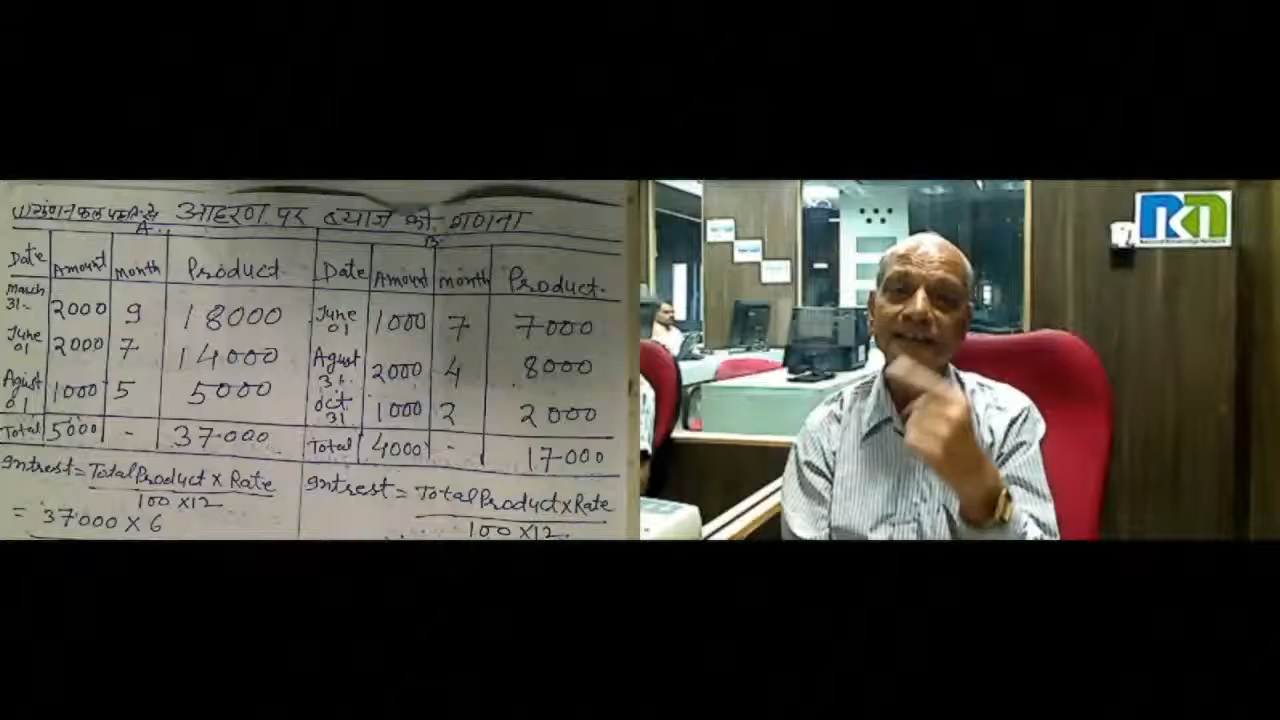 आहरण पर ब्याज की गणना
A B
Date Amount Month Product Date Amount month Product
March 31 2000 9 18000 June 01 1000 7 7000
June 01 2000 7 14000 Agust 31 2000 4 8000
Agust 01 1000 5 5000 Oct 31 1000 2 2000
Total 5000 - 37000 Total 4000 - 17000
Intrest = Total Product x Rate Intrest = Total Product x Rate
100 x 12 100 x 12
= 37000 x 6